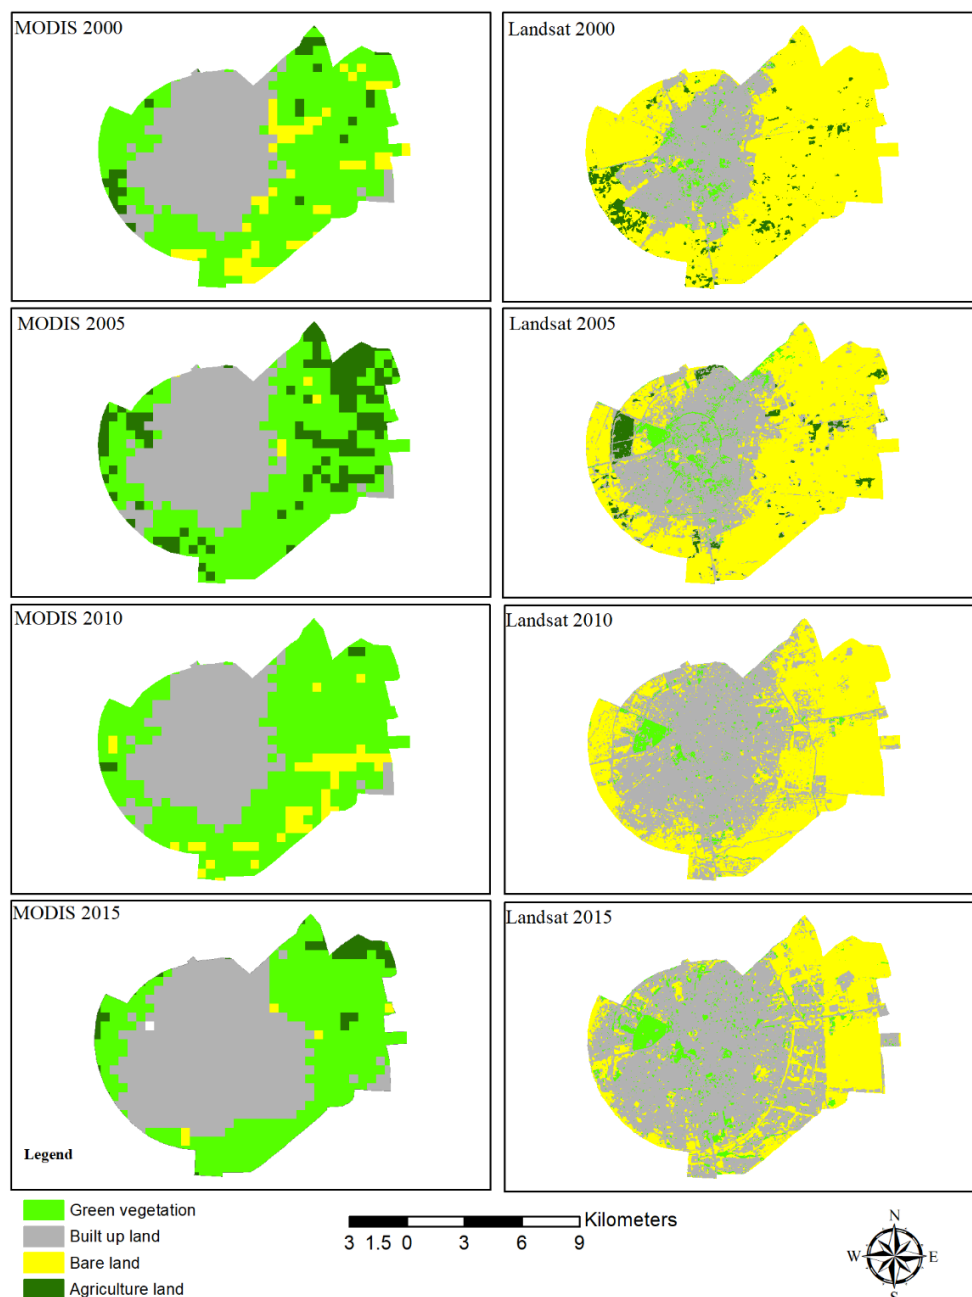 MODIS 2000
Landsat 2000
MODIS 2005
Landsat 2005
MODIS 2010
Landsat 2010
MODIS 2015
Landsat 2015
Legend
Green vegetation
Built up land
Bare land
Agriculture land
Kilometers
3 1.5 0 3 6 9
N
W E
S